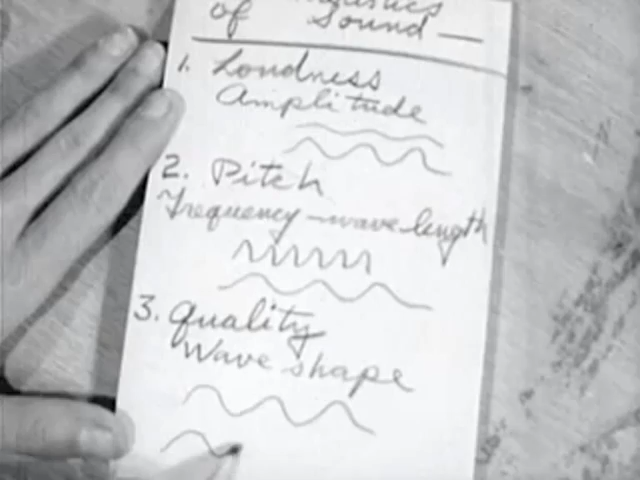 of Sound —
1. Loudness
Amplitude
2. Pitch
Frequency - wave length
3. Quality
Wave shape